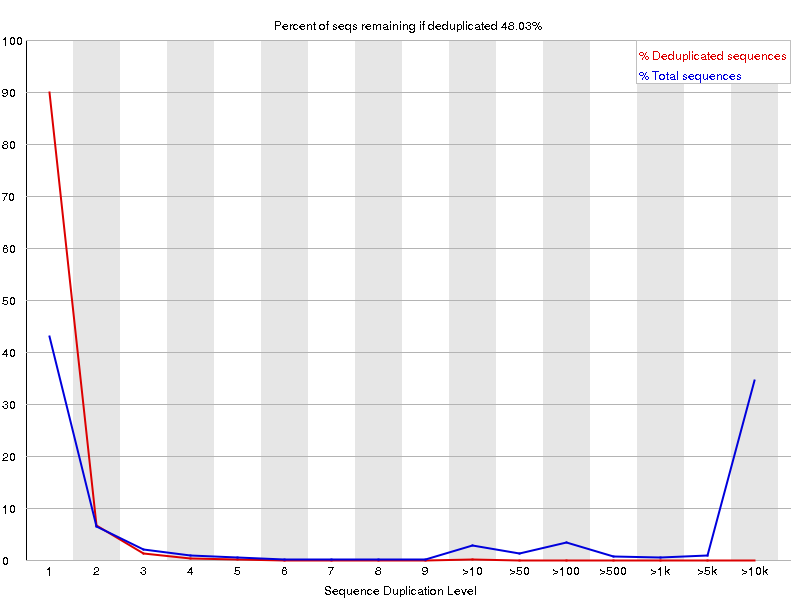 Percent of seqs remaining if deduplicated 48.03%
100
% Deduplicated sequences
% Total sequences
90
80
70
60
50
40
30
20
10
0
1 2 3 4 5 6 7 8 9 >10 >50 >100 >500 >1k >5k >10k
Sequence Duplication Level